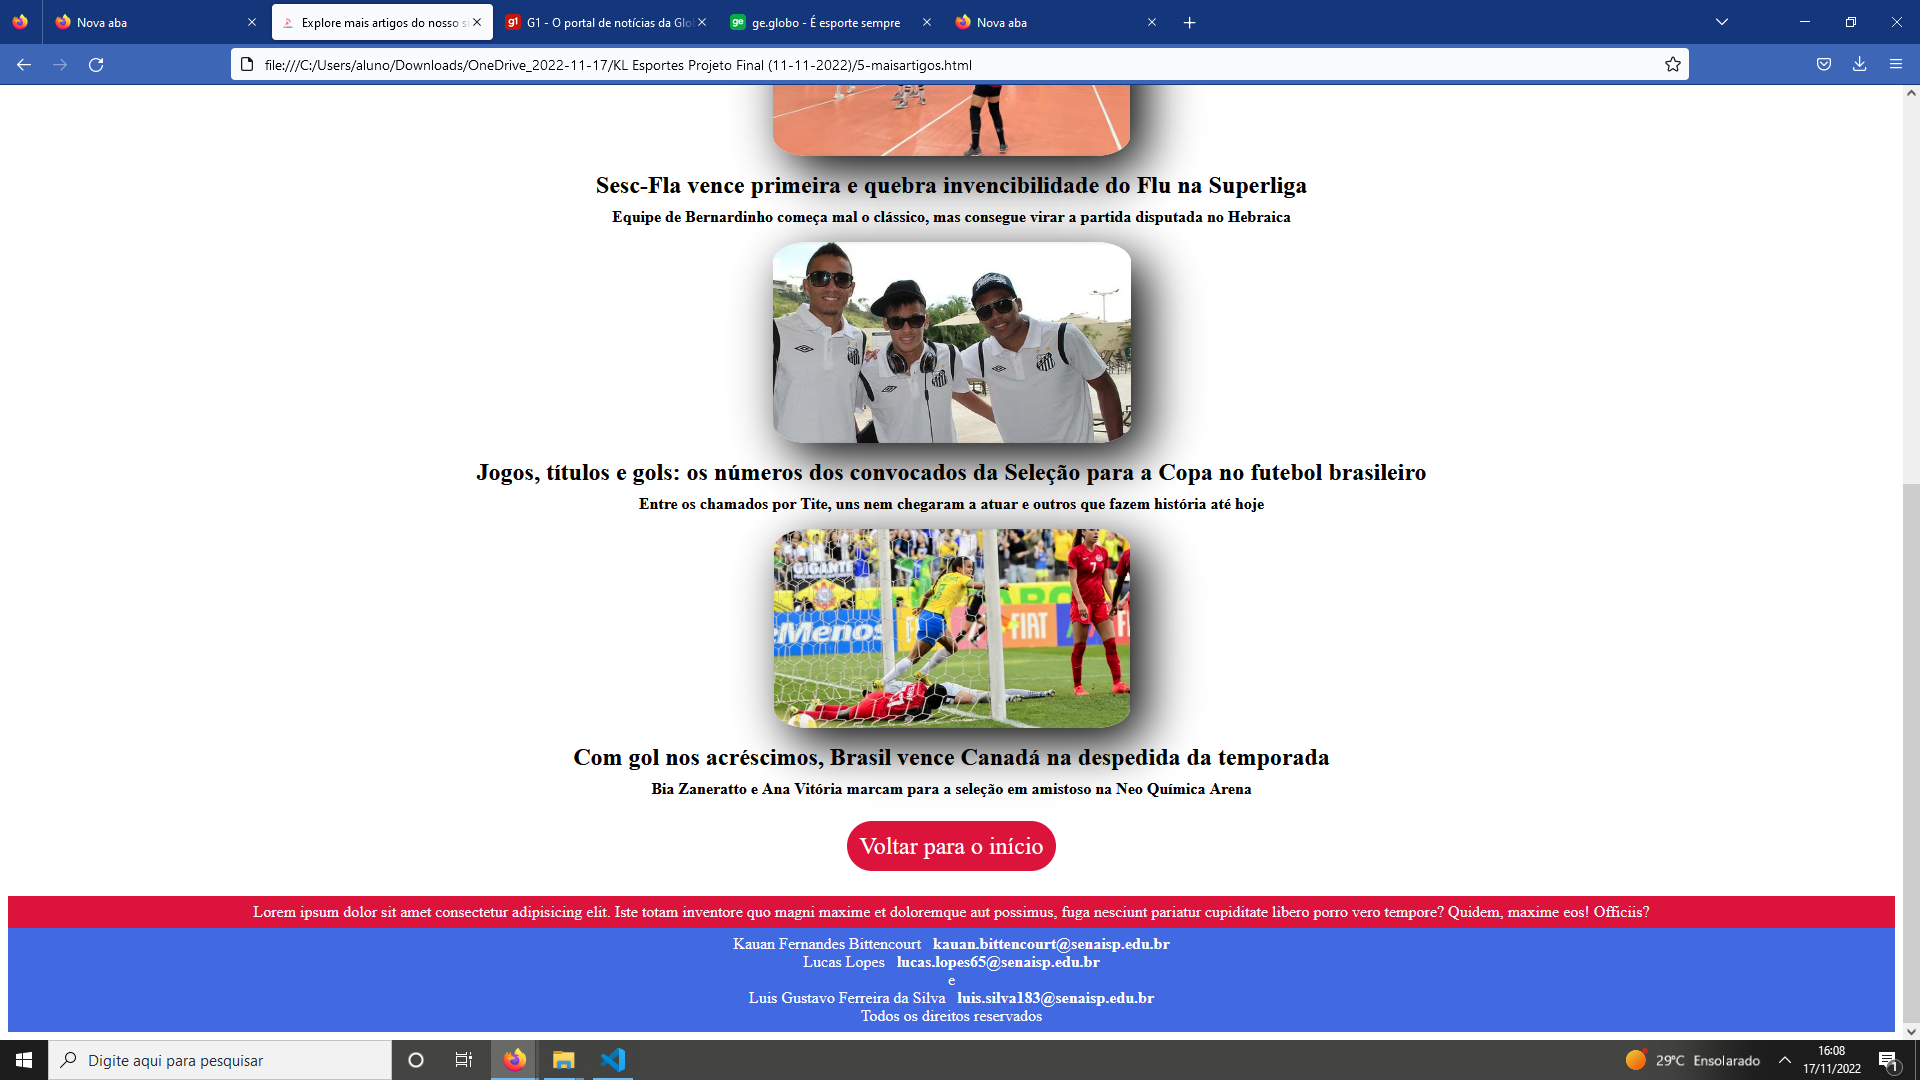 Nova aba
Explore mais artigos do nosso s
G1 - O portal de notícias da Glo
ge.globo - É esporte sempre
Nova aba
file:///C:/Users/aluno/Downloads/OneDrive_2022-11-17/KL Esportes Projeto Final (11-11-2022)/5-maisartigos.html
Sesc-Fla vence primeira e quebra invencibilidade do Flu na Superliga
Equipe de Bernardinho começa mal o clássico, mas consegue virar a partida disputada no Hebraica
Jogos, títulos e gols: os números dos convocados da Seleção para a Copa no futebol brasileiro
Entre os chamados por Tite, uns nem chegaram a atuar e outros que fazem história até hoje
GIGANTE
eMenos
FIAT
7
Com gol nos acréscimos, Brasil vence Canadá na despedida da temporada
Bia Zaneratto e Ana Vitória marcam para a seleção em amistoso na Neo Química Arena
Voltar para o início
Lorem ipsum dolor sit amet consectetur adipisicing elit. Iste totam inventore quo magni maxime et doloremque aut possimus, fuga nesciunt pariatur cupiditate libero porro vero tempore? Quidem, maxime eos! Officiis?
Kauan Fernandes Bittencourt kauan.bittencourt@senaisp.edu.br
Lucas Lopes lucas.lopes65@senaisp.edu.br
e
Luis Gustavo Ferreira da Silva luis.silva183@senaisp.edu.br
Todos os direitos reservados
Digite aqui para pesquisar
29°C Ensolarado
16:08
17/11/2022
1